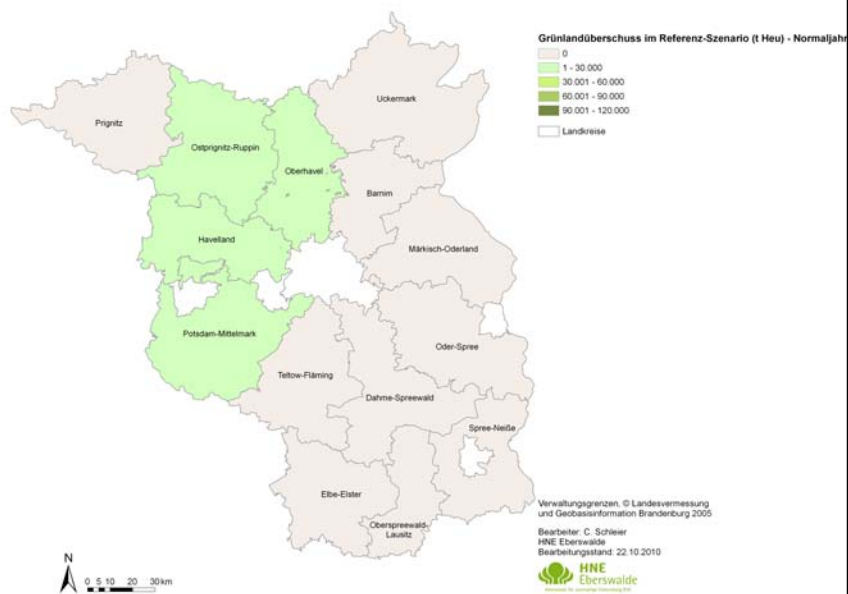 Grünlandüberschuss im Referenz-Szenario (t Heu) - Normaljahr
0
1 - 30.000
30.001 - 60.000
60.001 - 90.000
90.001 - 120.000
Landkreise
Uckermark
Prignitz
Ostprignitz-Ruppin
Oberhavel
Barnim
Havelland
Märkisch-Oderland
Potsdam-Mittelmark
Oder-Spree
Teltow-Fläming
Dahme-Spreewald
Spree-Neiße
Elbe-Elster
Oberspreewald-
Lausitz
Verwaltungsgrenzen, © Landesvermessung
und Geobasisinformation Brandenburg 2005
Bearbeiter: C. Schleier
HNE Eberswalde
Bearbeitungsstand: 22.10.2010
N
0 5 10 20 30 km
HNE
Eberswalde